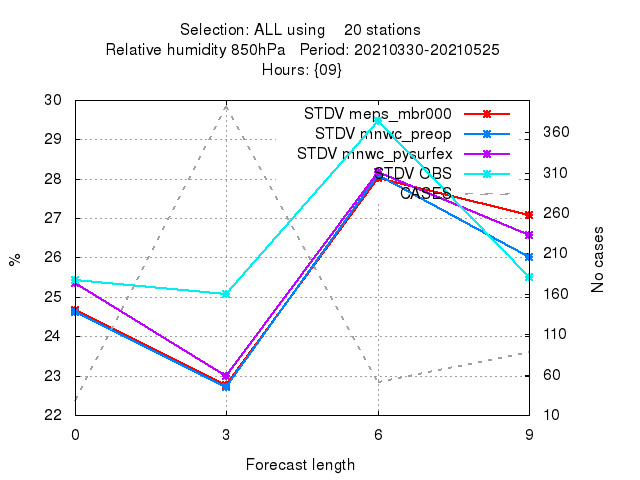 Selection: ALL using    20 stations
Relative humidity 850hPa   Period: 20210330-20210525
Hours: {09}
30
29
28
27
26
25
24
23
22
%
STDV meps_mbr000
STDV mnwc_preop
STDV mnwc_pysurfex
STDV OBS
CASES
360
310
260
210
160
110
60
10
No cases
0 3 6 9
Forecast length